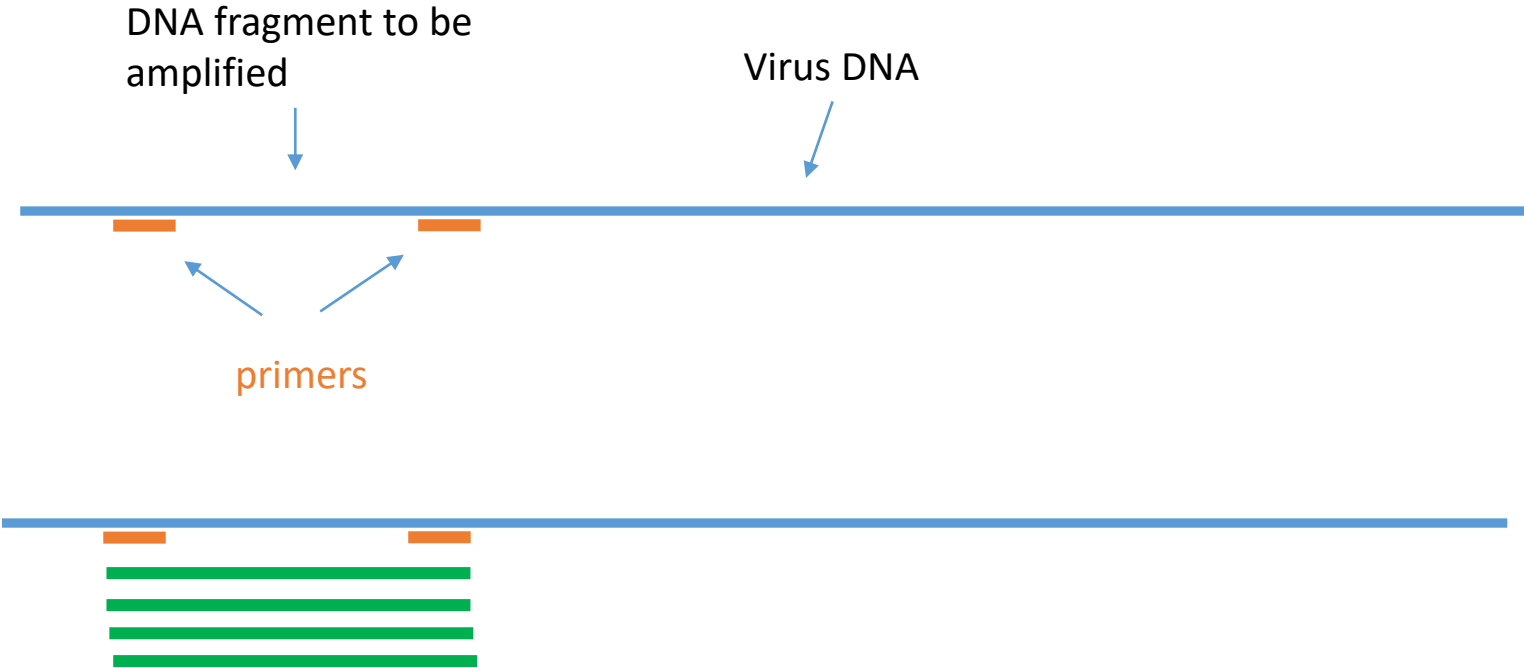 DNA fragment to be
amplified
Virus DNA
primers